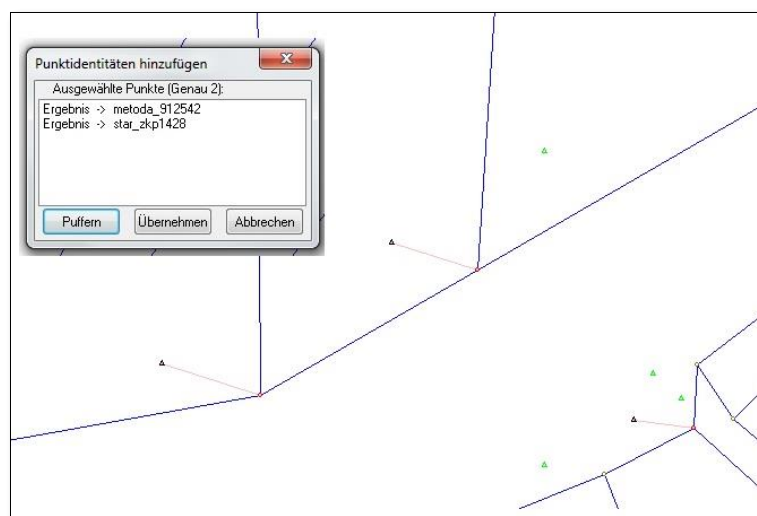 Punktidentitäten hinzufügen
Ausgewählte Punkte (Genau 2):
Ergebnis -> metoda_912542
Ergebnis -> star_zkp1428
Puffern Übernehmen Abbrechen